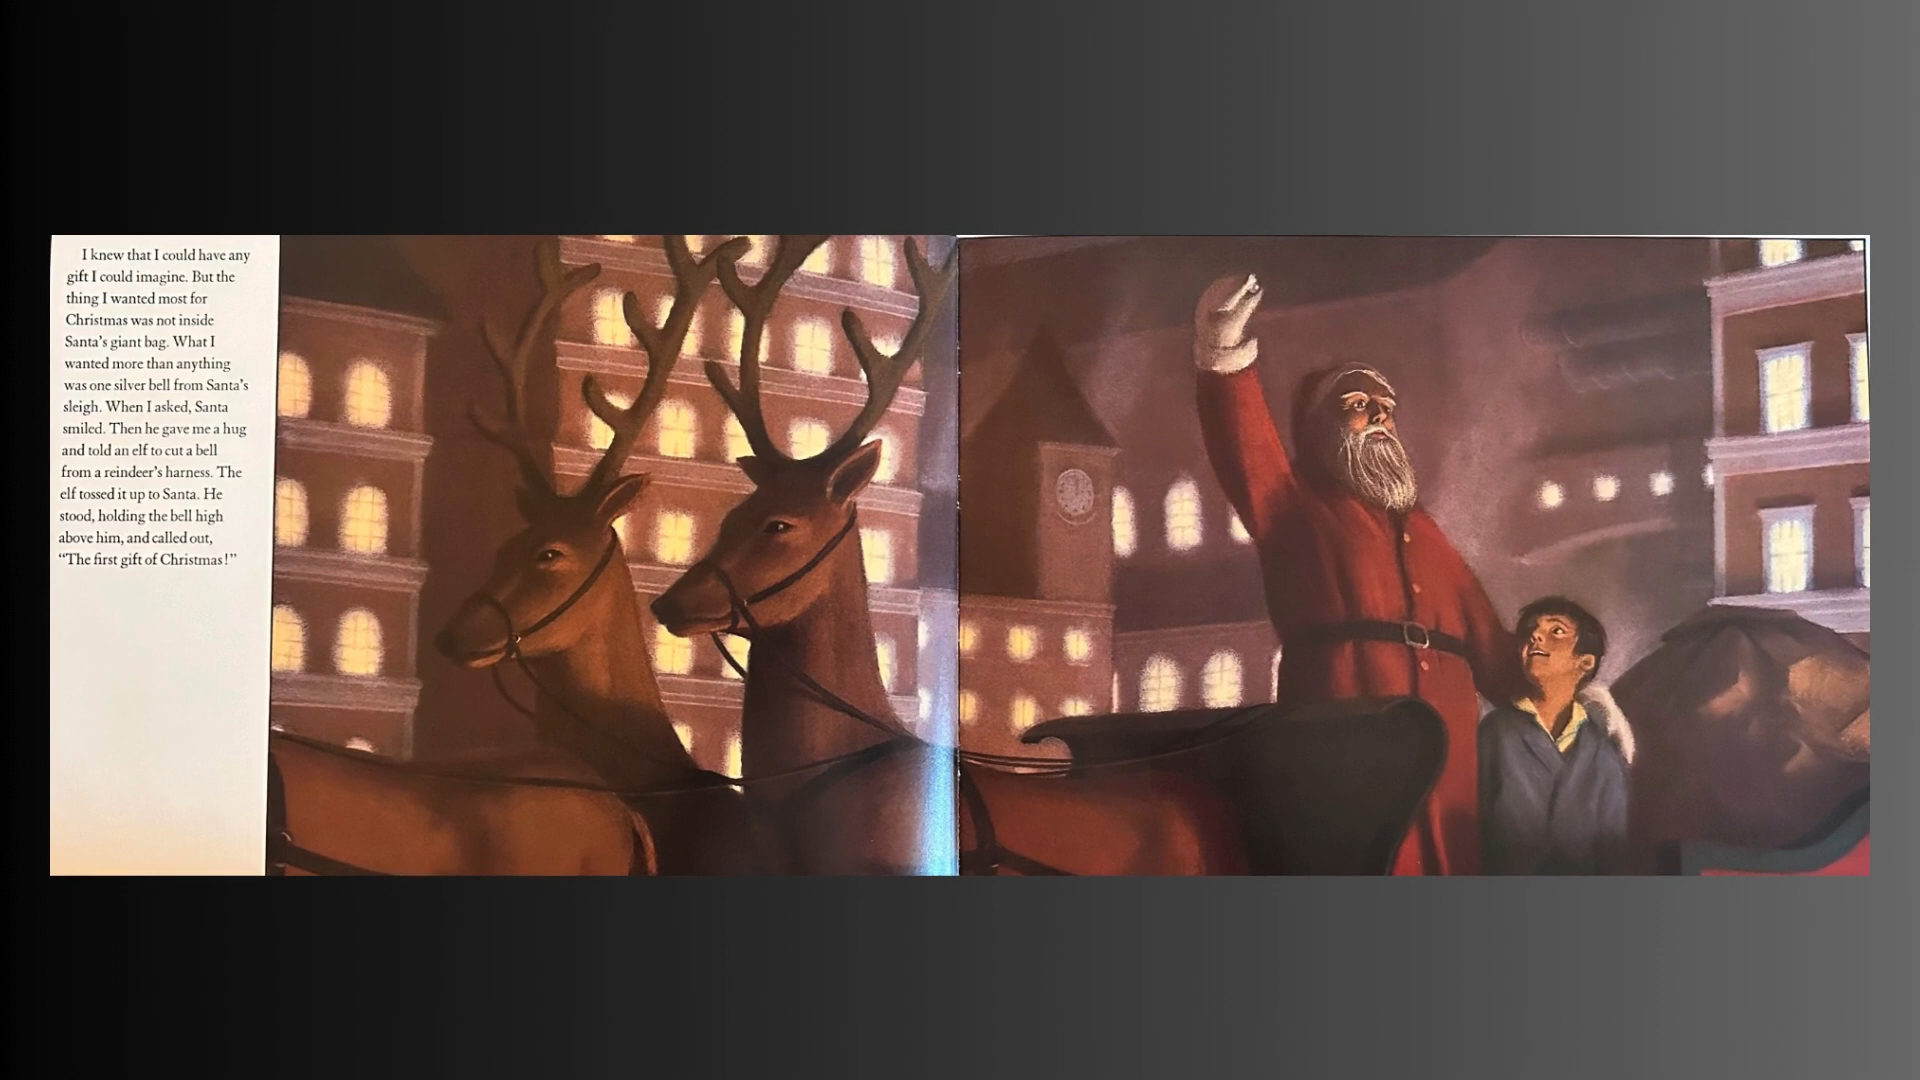 I knew that I could have any
gift I could imagine. But the
thing I wanted most for
Christmas was not inside
Santa's giant bag. What I
wanted more than anything
was one silver bell from Santa's
sleigh. When I asked, Santa
smiled. Then he gave me a hug
and told an elf to cut a bell
from a reindeer's harness. The
elf tossed it up to Santa. He
stood, holding the bell high
above him, and called out,
“The first gift of Christmas!”